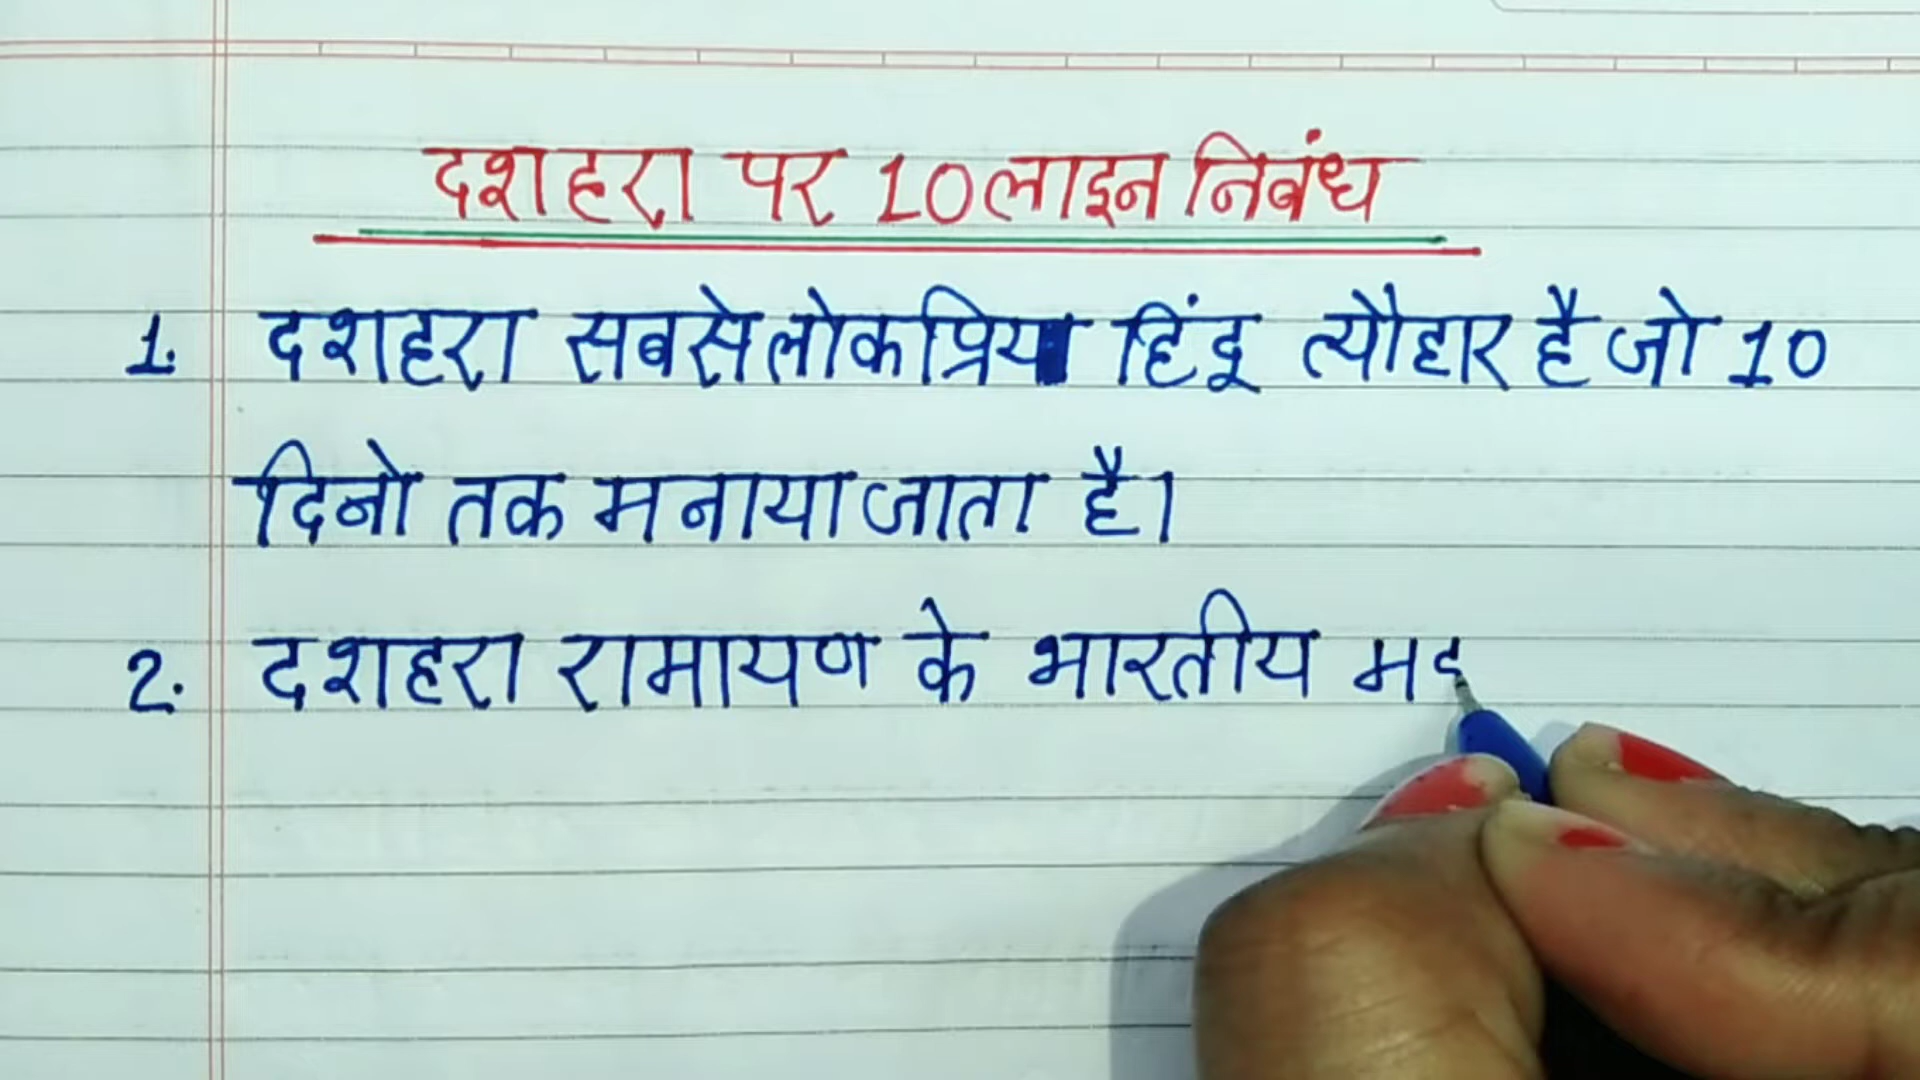 दशहरा पर 10 लाइन निबंध
1. दशहरा सबसे लोकप्रिय हिंदू त्यौहार है जो 10
दिनो तक मनाया जाता है।
2. दशहरा रामायण के भारतीय